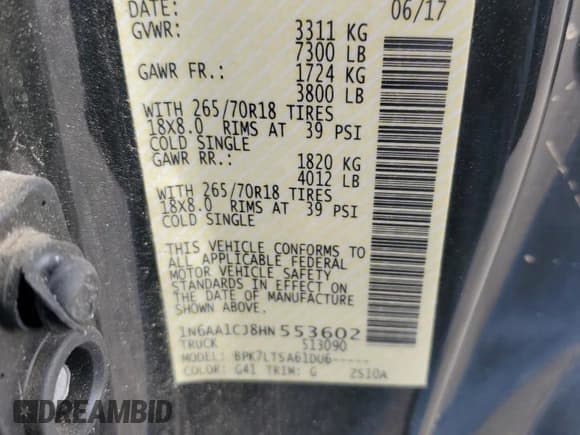 DATE: 06/17
GVWR: 3311 KG
7300 LB
GAWR FR.: 1724 KG
3800 LB
WITH 265/70R18 TIRES
18X8.0 RIMS AT 39 PSI
COLD SINGLE
GAWR RR.: 1820 KG
4012 LB
WITH 265/70R18 TIRES
18X8.0 RIMS AT 39 PSI
COLD SINGLE
THIS VEHICLE CONFORMS TO
ALL APPLICABLE FEDERAL
MOTOR VEHICLE SAFETY
STANDARDS IN EFFECT ON THE
DATE OF MANUFACTURE
SHOWN ABOVE.
1N6AA1CJ8HN553602
TRUCK S13090
MODEL: BPK7LTSA61DU6-----
COLOR: G41 TRIM: G 2S10A
DREAMBID